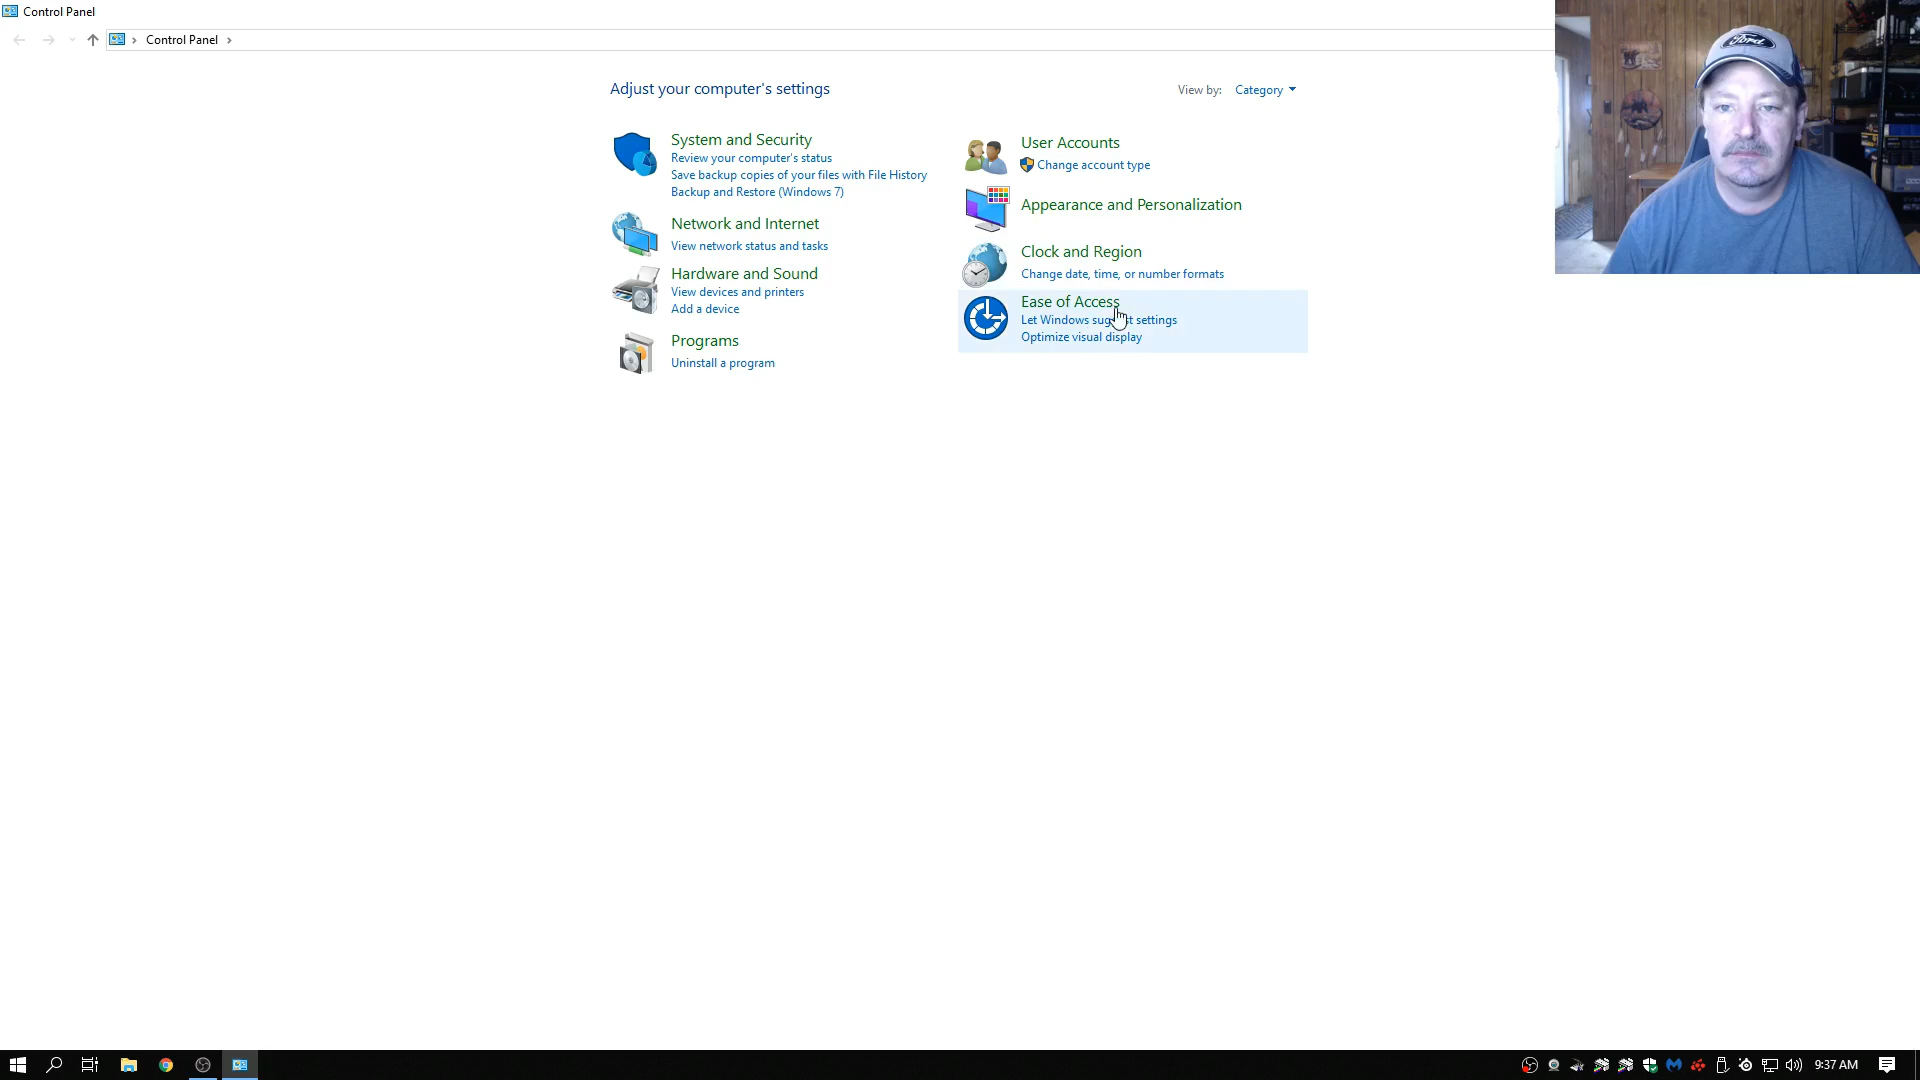 Control Panel
Control Panel
Adjust your computer's settings
View by: Category
System and Security
Review your computer's status
Save backup copies of your files with File History
Backup and Restore (Windows 7)
Network and Internet
View network status and tasks
Hardware and Sound
View devices and printers
Add a device
Programs
Uninstall a program
User Accounts
Change account type
Appearance and Personalization
Clock and Region
Change date, time, or number formats
Ease of Access
Let Windows suggest settings
Optimize visual display
Ford
9:37 AM